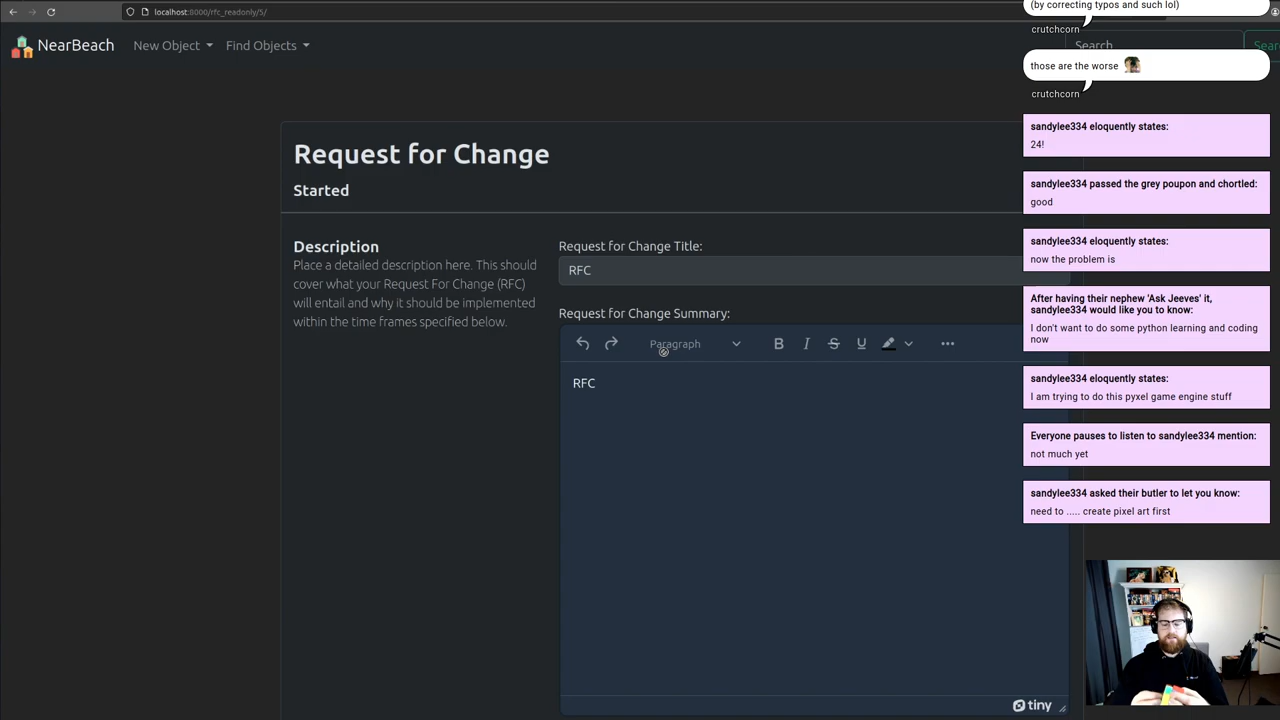 localhost:8000/rfc_readonly/5/
NearBeach
New Object
Find Objects
Search
Request for Change
Started
Description
Place a detailed description here. This should
cover what your Request For Change (RFC)
will entail and why it should be implemented
within the time frames specified below.
Request for Change Title:
RFC
Request for Change Summary:
Paragraph
B I S U
RFC
tiny
(by correcting typos and such lol)
crutchcorn
those are the worse
crutchcorn
sandylee334 eloquently states:
24!
sandylee334 passed the grey poupon and chortled:
good
sandylee334 eloquently states:
now the problem is
After having their nephew 'Ask Jeeves' it,
sandylee334 would like you to know:
I don't want to do some python learning and coding
now
sandylee334 eloquently states:
I am trying to do this pyxel game engine stuff
Everyone pauses to listen to sandylee334 mention:
not much yet
sandylee334 asked their butler to let you know:
need to ..... create pixel art first